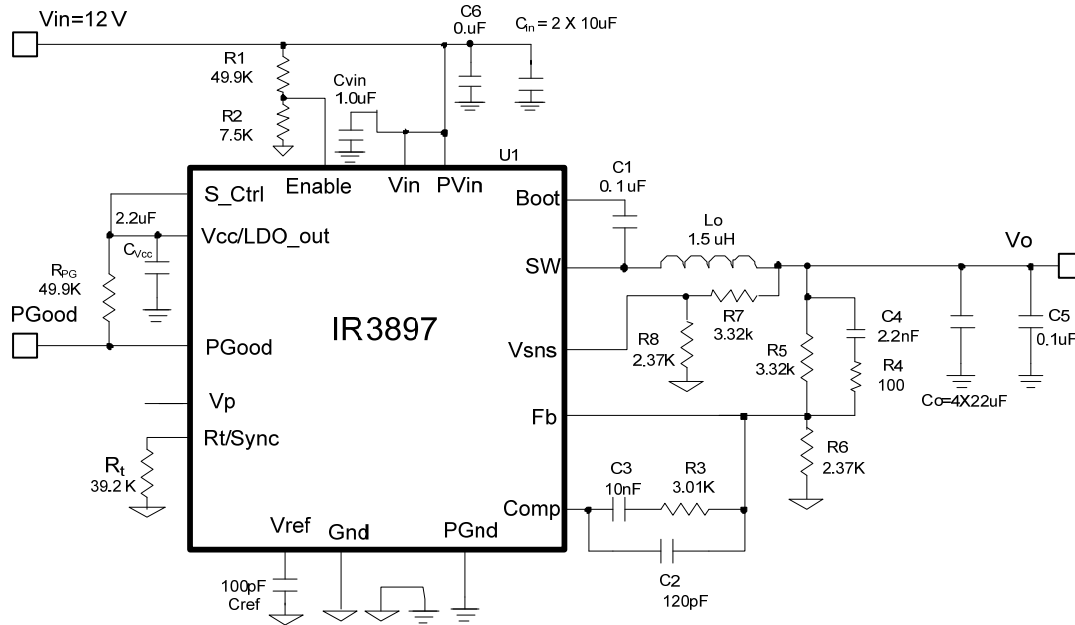 Vin=12 V
C6
0.uF
Cin = 2 X 10uF
R1
49.9K
Cvin
1.0uF
R2
7.5K
U1
Enable
Vin
PVin
S_Ctrl
Boot
C1
0.1uF
2.2uF
Vcc/LDO_out
CVcc
Lo
1.5 uH
Vo
SW
RPG
49.9K
PGood
IR3897
PGood
R7
3.32k
R8
2.37K
Vsns
C4
2.2nF
R5
3.32k
R4
100
C5
0.1uF
Co=4X22uF
Vp
Fb
Rt/Sync
Rt
39.2 K
R6
2.37K
C3
10nF
R3
3.01K
Comp
Vref
Gnd
PGnd
100pF
Cref
C2
120pF